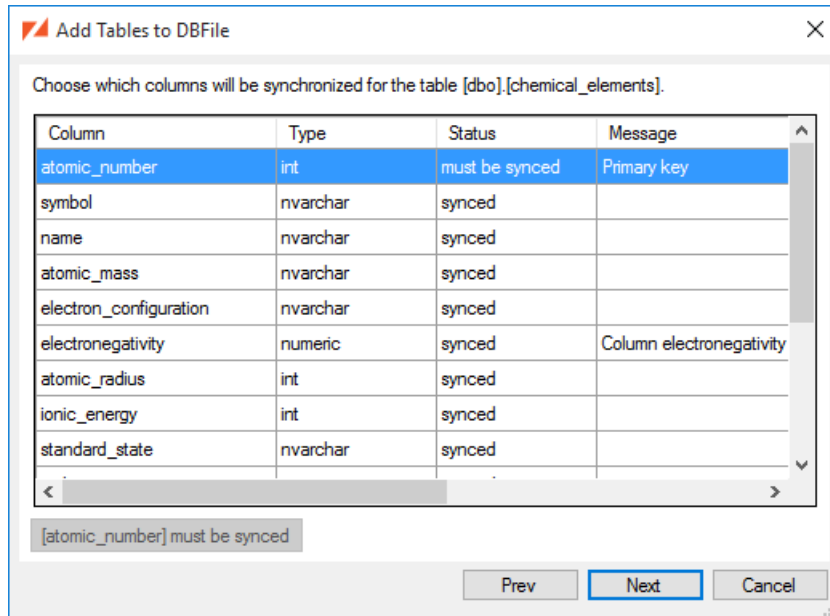 Add Tables to DBFile
Choose which columns will be synchronized for the table [dbo].[chemical_elements].
Column Type Status Message
atomic_number int must be synced Primary key
symbol nvarchar synced
name nvarchar synced
atomic_mass nvarchar synced
electron_configuration nvarchar synced
electronegativity numeric synced Column electronegativity
atomic_radius int synced
ionic_energy int synced
standard_state nvarchar synced
[atomic_number] must be synced
Prev Next Cancel